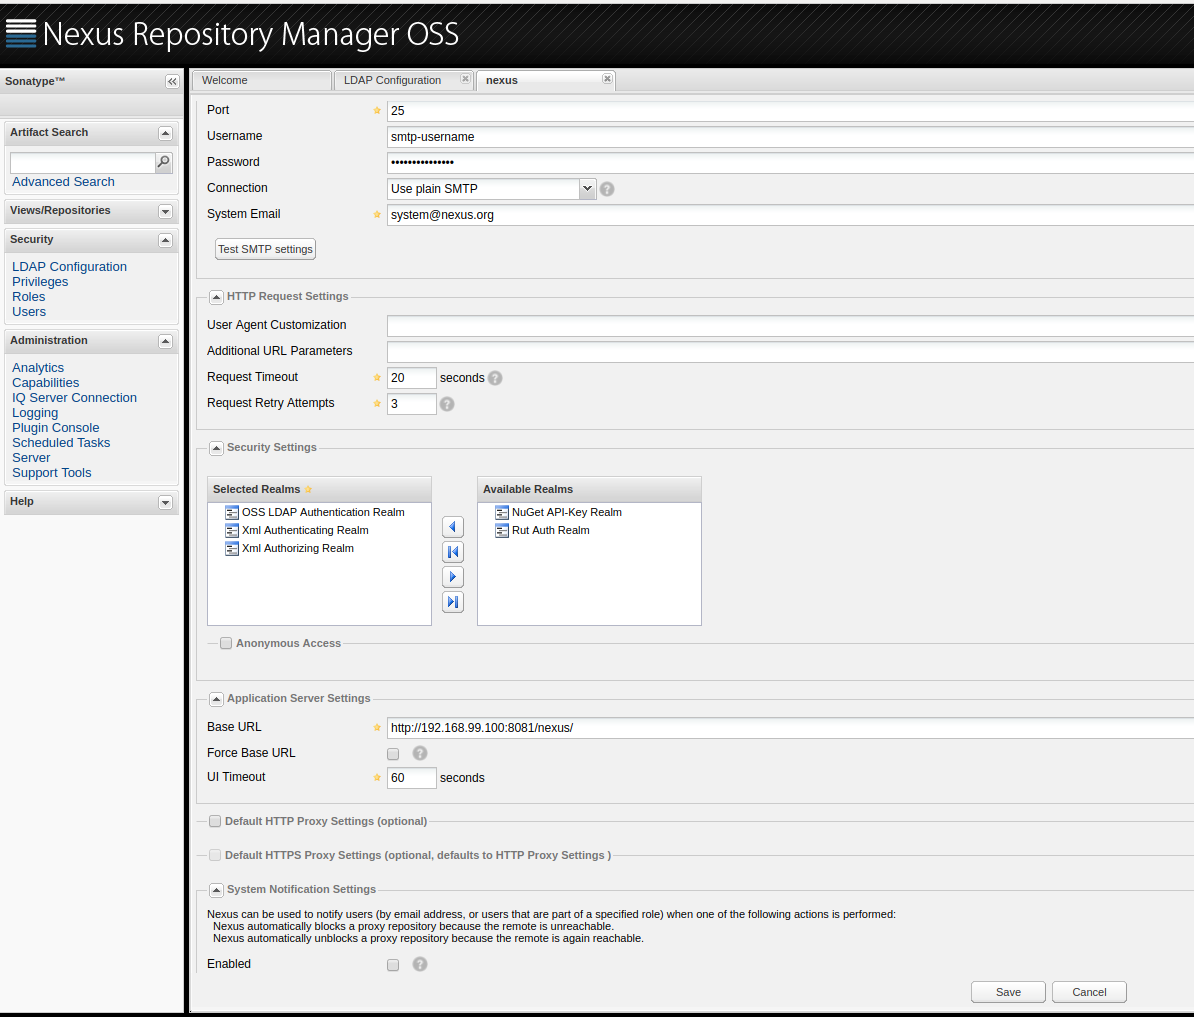 Nexus Repository Manager OSS
Sonatype™
Welcome
LDAP Configuration
nexus
Artifact Search
Advanced Search
Views/Repositories
Security
LDAP Configuration
Privileges
Roles
Users
Administration
Analytics
Capabilities
IQ Server Connection
Logging
Plugin Console
Scheduled Tasks
Server
Support Tools
Help
Port 25
Username smtp-username
Password ●●●●●●●●●●●●●●●
Connection Use plain SMTP
System Email system@nexus.org
Test SMTP settings
HTTP Request Settings
User Agent Customization
Additional URL Parameters
Request Timeout 20 seconds
Request Retry Attempts 3
Security Settings
Selected Realms
OSS LDAP Authentication Realm
Xml Authenticating Realm
Xml Authorizing Realm
Available Realms
NuGet API-Key Realm
Rut Auth Realm
Anonymous Access
Application Server Settings
Base URL http://192.168.99.100:8081/nexus/
Force Base URL
UI Timeout 60 seconds
Default HTTP Proxy Settings (optional)
Default HTTPS Proxy Settings (optional, defaults to HTTP Proxy Settings )
System Notification Settings
Nexus can be used to notify users (by email address, or users that are part of a specified role) when one of the following actions is performed:
Nexus automatically blocks a proxy repository because the remote is unreachable.
Nexus automatically unblocks a proxy repository because the remote is again reachable.
Enabled
Save Cancel